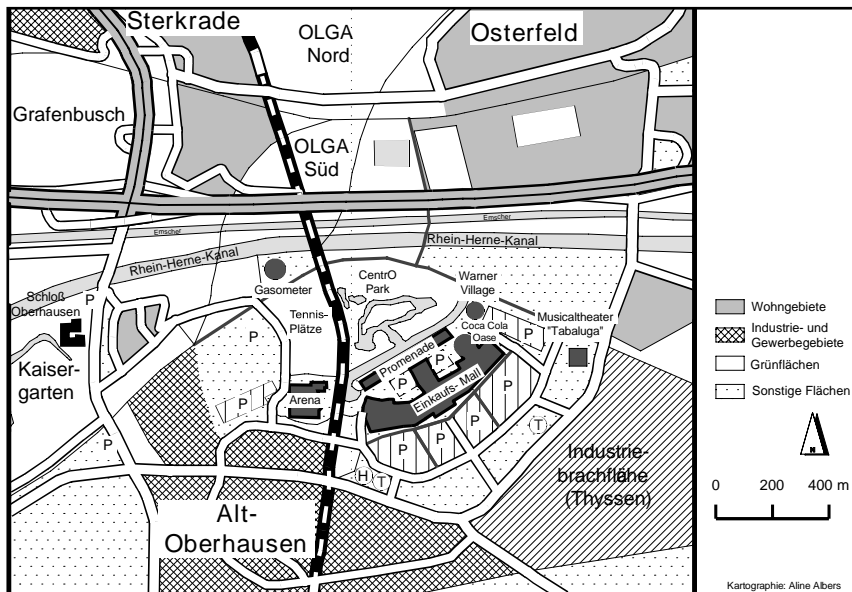 Sterkrade
OLGA
Nord
Osterfeld
Grafenbusch
OLGA
Süd
Emscher
Emscher
Rhein-Herne-Kanal
Rhein-Herne-Kanal
Gasometer
CentrO
Park
Warner
Village
Schloß
Oberhausen
P
Tennis-
Plätze
P
Coca Cola
Oase
P
Musicaltheater
"Tabaluga"
Kaiser-
garten
Promenade
P
P
P
Einkaufs-Mall
P
Arena
P
P
P
P
P
T
H
T
Industrie-
brachflähe
(Thyssen)
Alt-
Oberhausen
Wohngebiete
Industrie- und
Gewerbegebiete
Grünflächen
Sonstige Flächen
N
0 200 400 m
Kartographie: Aline Albers